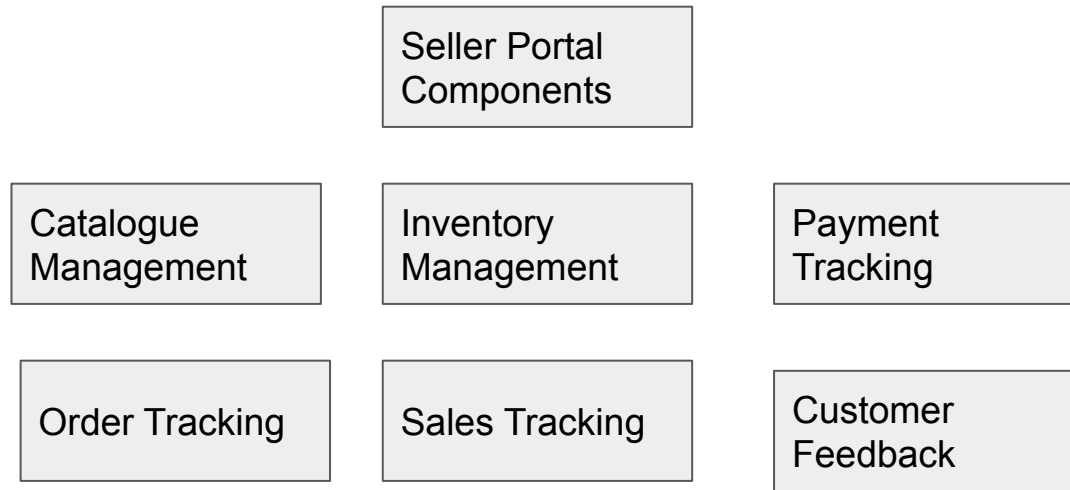 Seller Portal
Components
Catalogue
Management
Inventory
Management
Payment
Tracking
Order Tracking
Sales Tracking
Customer
Feedback